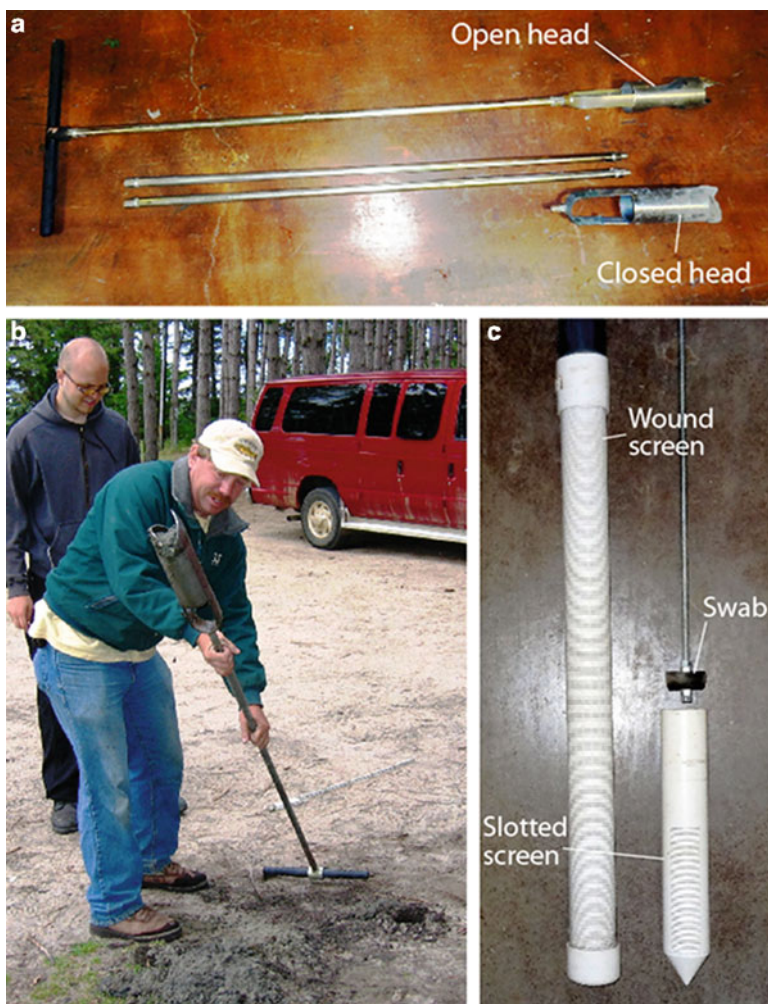 a
Open head
Closed head
b
c
Wound
screen
Swab
Slotted
screen